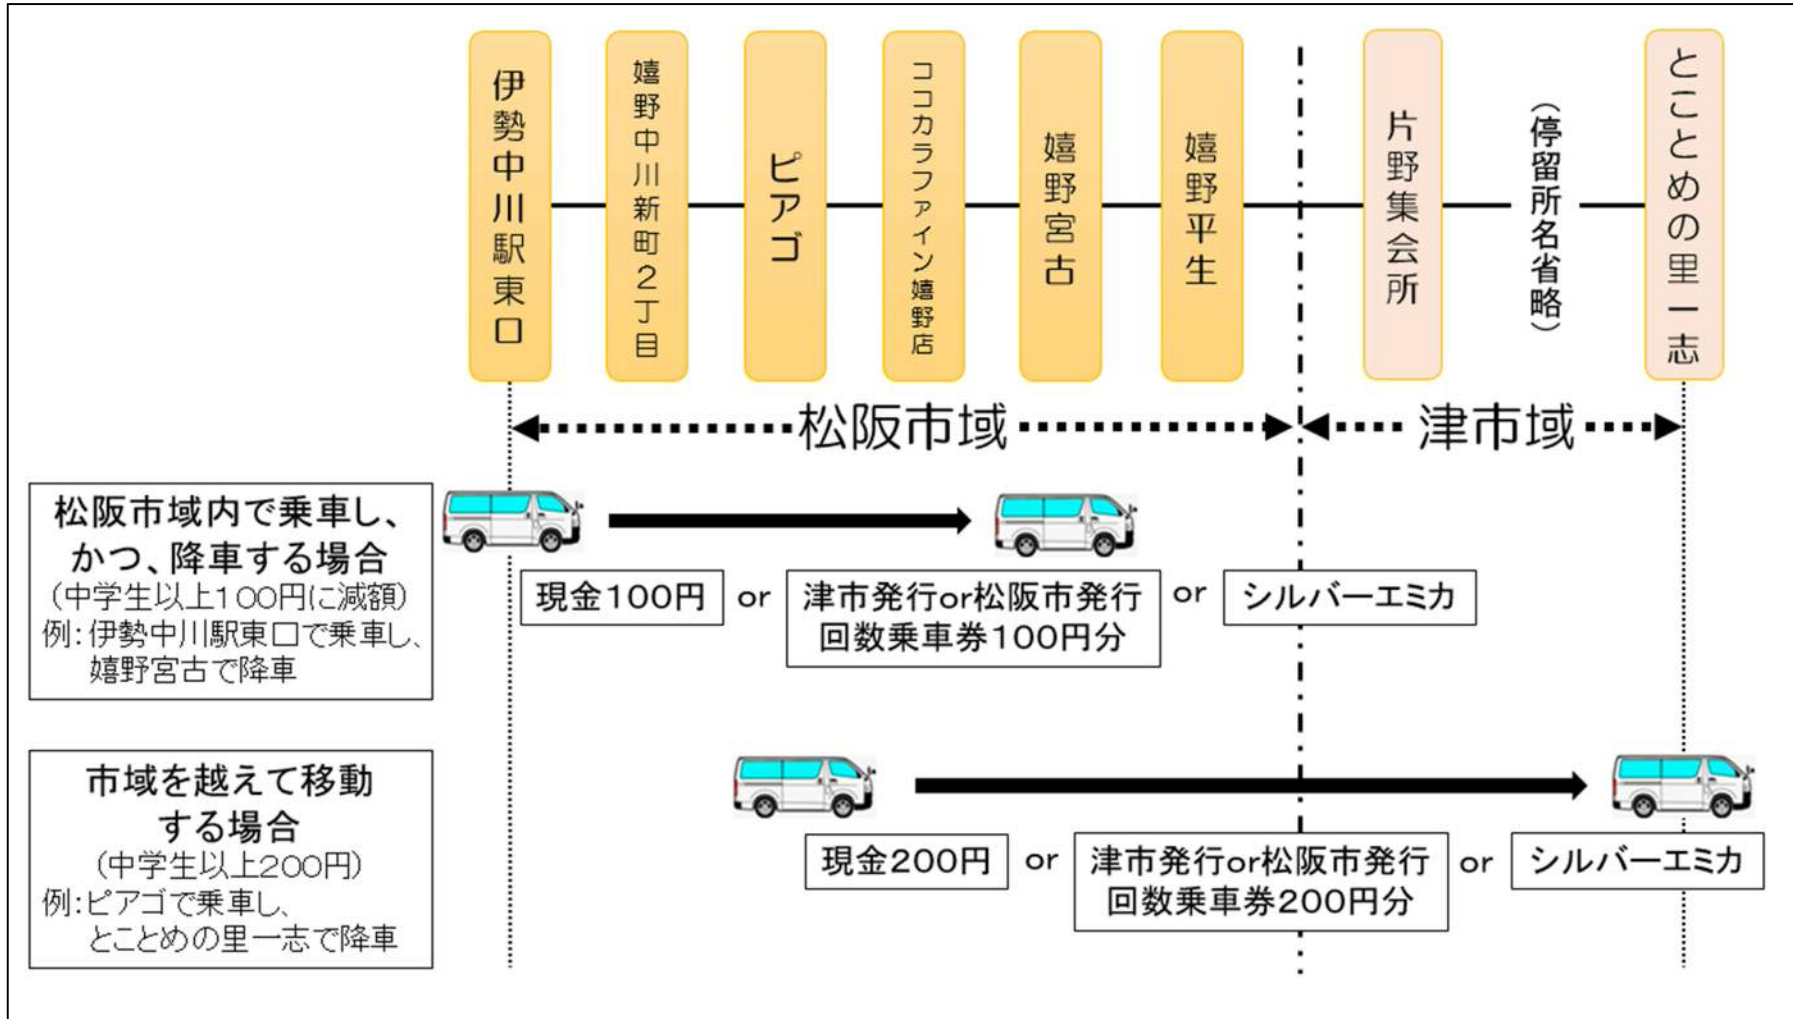 伊勢中川駅東口
嬉野中川新町2丁目
ピアゴ
ココカラファイン嬉野店
嬉野宮古
嬉野平生
片野集会所
(停留所名省略)
とことめの里一志
松阪市域
津市域
松阪市域内で乗車し、
かつ、降車する場合
(中学生以上100円に減額)
例:伊勢中川駅東口で乗車し、
嬉野宮古で降車
現金100円
or
津市発行or松阪市発行
回数乗車券100円分
or
シルバーエミカ
市域を越えて移動
する場合
(中学生以上200円)
例:ピアゴで乗車し、
とことめの里一志で降車
現金200円
or
津市発行or松阪市発行
回数乗車券200円分
or
シルバーエミカ